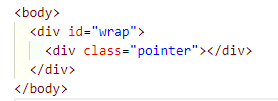 <body>
<div id="wrap">
<div class="pointer"></div>
</div>
</body>